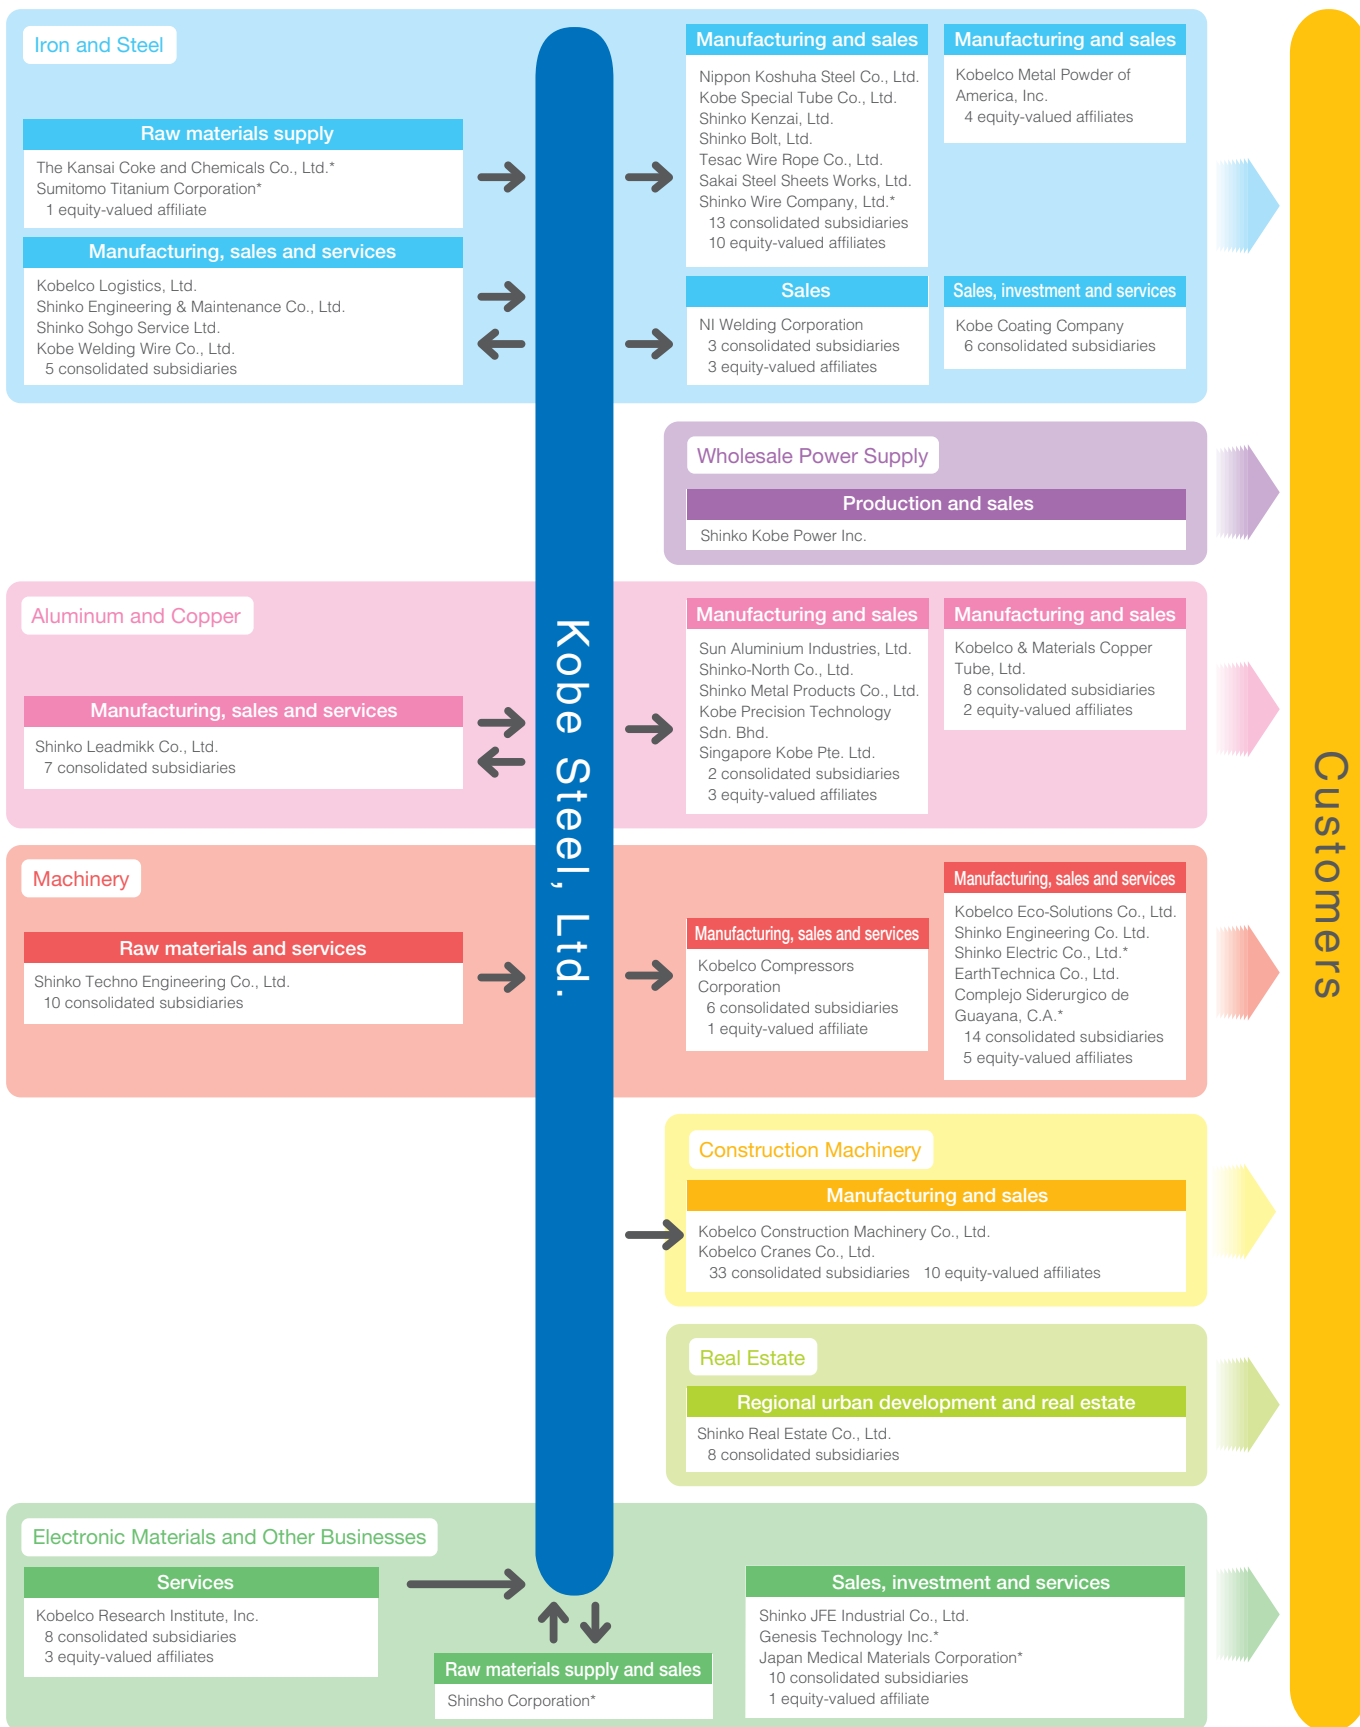 Iron and Steel
Raw materials supply
The Kansai Coke and Chemicals Co., Ltd.*
Sumitomo Titanium Corporation*
1 equity-valued affiliate
Manufacturing, sales and services
Kobelco Logistics, Ltd.
Shinko Engineering & Maintenance Co., Ltd.
Shinko Sohgo Service Ltd.
Kobe Welding Wire Co., Ltd.
5 consolidated subsidiaries
Manufacturing and sales
Nippon Koshuha Steel Co., Ltd.
Kobe Special Tube Co., Ltd.
Shinko Kenzai, Ltd.
Shinko Bolt, Ltd.
Tesac Wire Rope Co., Ltd.
Sakai Steel Sheets Works, Ltd.
Shinko Wire Company, Ltd.*
13 consolidated subsidiaries
10 equity-valued affiliates
Manufacturing and sales
Kobelco Metal Powder of
America, Inc.
4 equity-valued affiliates
Sales
NI Welding Corporation
3 consolidated subsidiaries
3 equity-valued affiliates
Sales, investment and services
Kobe Coating Company
6 consolidated subsidiaries
Wholesale Power Supply
Production and sales
Shinko Kobe Power Inc.
Aluminum and Copper
Manufacturing, sales and services
Shinko Leadmikk Co., Ltd.
7 consolidated subsidiaries
Kobe Steel, Ltd.
Manufacturing and sales
Sun Aluminium Industries, Ltd.
Shinko-North Co., Ltd.
Shinko Metal Products Co., Ltd.
Kobe Precision Technology
Sdn. Bhd.
Singapore Kobe Pte. Ltd.
2 consolidated subsidiaries
3 equity-valued affiliates
Manufacturing and sales
Kobelco & Materials Copper
Tube, Ltd.
8 consolidated subsidiaries
2 equity-valued affiliates
Customers
Machinery
Raw materials and services
Shinko Techno Engineering Co., Ltd.
10 consolidated subsidiaries
Manufacturing, sales and services
Kobelco Compressors
Corporation
6 consolidated subsidiaries
1 equity-valued affiliate
Manufacturing, sales and services
Kobelco Eco-Solutions Co., Ltd.
Shinko Engineering Co. Ltd.
Shinko Electric Co., Ltd.*
EarthTechnica Co., Ltd.
Complejo Siderurgico de
Guayana, C.A.*
14 consolidated subsidiaries
5 equity-valued affiliates
Construction Machinery
Manufacturing and sales
Kobelco Construction Machinery Co., Ltd.
Kobelco Cranes Co., Ltd.
33 consolidated subsidiaries 10 equity-valued affiliates
Real Estate
Regional urban development and real estate
Shinko Real Estate Co., Ltd.
8 consolidated subsidiaries
Electronic Materials and Other Businesses
Services
Kobelco Research Institute, Inc.
8 consolidated subsidiaries
3 equity-valued affiliates
Raw materials supply and sales
Shinsho Corporation*
Sales, investment and services
Shinko JFE Industrial Co., Ltd.
Genesis Technology Inc.*
Japan Medical Materials Corporation*
10 consolidated subsidiaries
1 equity-valued affiliate